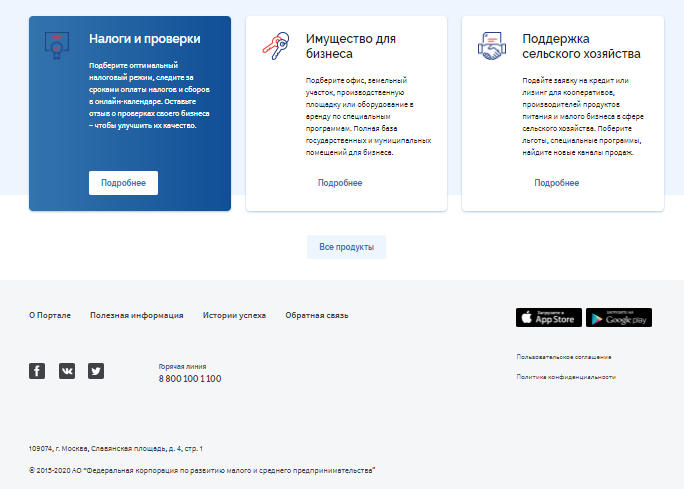 Налоги и проверки
Подберите оптимальный
налоговый режим, следите за
сроками оплаты налогов и сборов
в онлайн-календаре. Оставьте
отзыв о проверках своего бизнеса
– чтобы улучшить их качество.
Подробнее
Имущество для
бизнеса
Подберите офис, земельный
участок, производственную
площадку или оборудование в
аренду по специальным
программам. Полная база
государственных и муниципальных
помещений для бизнеса.
Подробнее
Поддержка
сельского хозяйства
Подайте заявку на кредит или
лизинг для кооперативов,
производителей продуктов
питания и малого бизнеса в сфере
сельского хозяйства. Поберите
льготы, специальные программы,
найдите новые каналы продаж.
Подробнее
Все продукты
О Портале
Полезная информация
Истории успеха
Обратная связь
Загрузите в
App Store
ЗАГРУЗИТЕ НА
Google play
Пользовательское соглашение
Политика конфиденциальности
Горячая линия
8 800 100 1 100
109074, г. Москва, Славянская площадь, д. 4, стр. 1
© 2015-2020 АО "Федеральная корпорация по развитию малого и среднего предпринимательства"